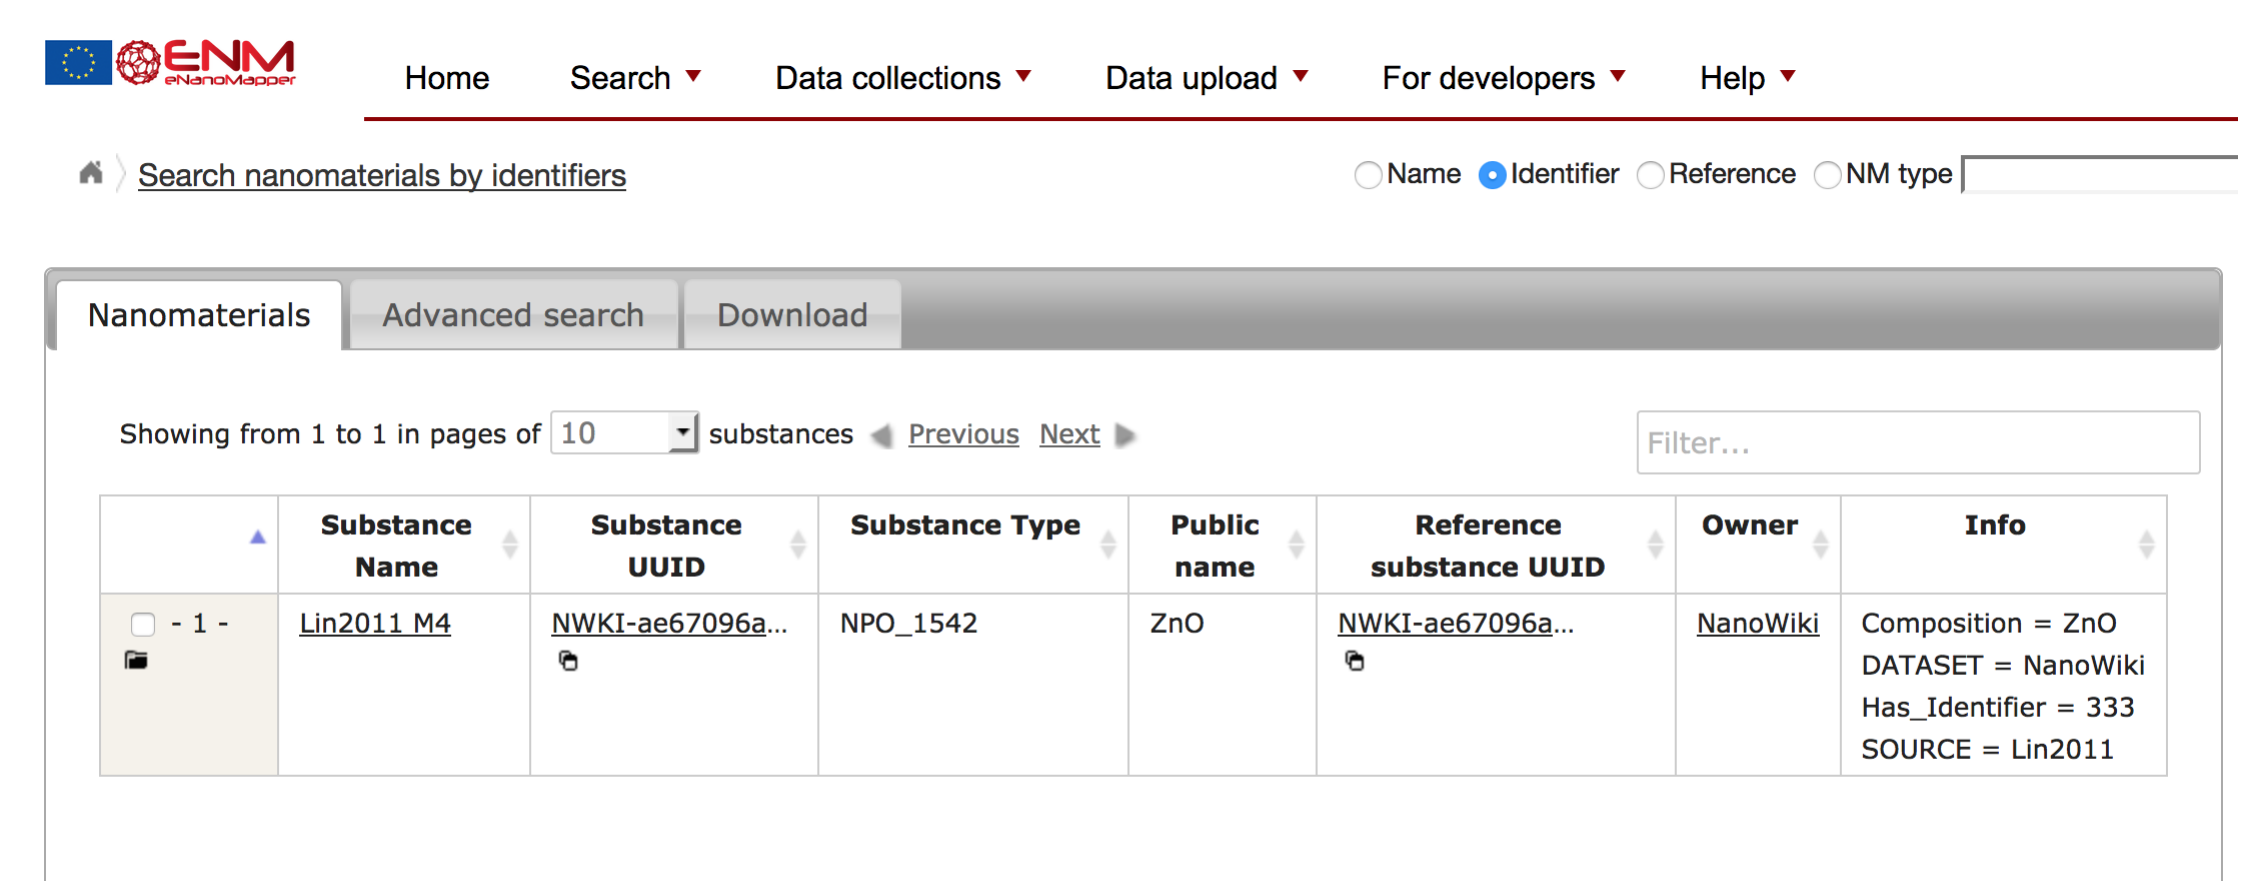 ENM
eNanoMapper
Home Search Data collections Data upload For developers Help
Search nanomaterials by identifiers
Name Identifier Reference NM type
Nanomaterials Advanced search Download
Showing from 1 to 1 in pages of 10 substances Previous Next
Filter...
Substance Name Substance UUID Substance Type Public name Reference substance UUID Owner Info
- 1 - Lin2011 M4 NWKI-ae67096a... NPO_1542 ZnO NWKI-ae67096a... NanoWiki Composition = ZnO
DATASET = NanoWiki
Has_Identifier = 333
SOURCE = Lin2011